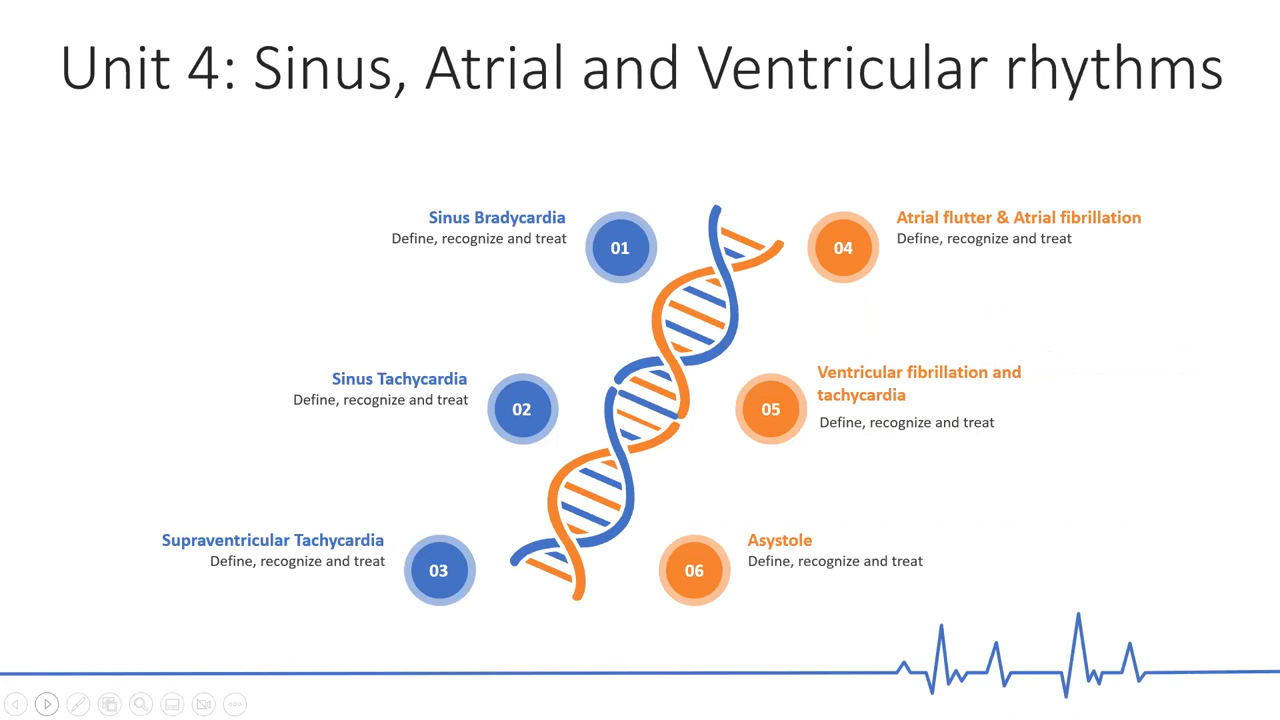 Unit 4: Sinus, Atrial and Ventricular rhythms
Sinus Bradycardia
Define, recognize and treat
01
Sinus Tachycardia
Define, recognize and treat
02
Supraventricular Tachycardia
Define, recognize and treat
03
04
Atrial flutter & Atrial fibrillation
Define, recognize and treat
05
Ventricular fibrillation and
tachycardia
Define, recognize and treat
06
Asystole
Define, recognize and treat